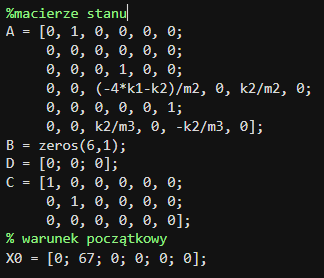 %macierze stanu
A = [0, 1, 0, 0, 0, 0;
0, 0, 0, 0, 0, 0;
0, 0, 0, 1, 0, 0;
0, 0, (-4*k1-k2)/m2, 0, k2/m2, 0;
0, 0, 0, 0, 0, 1;
0, 0, k2/m3, 0, -k2/m3, 0];
B = zeros(6,1);
D = [0; 0; 0];
C = [1, 0, 0, 0, 0, 0;
0, 1, 0, 0, 0, 0;
0, 0, 0, 0, 0, 0];
% warunek początkowy
X0 = [0; 67; 0; 0; 0; 0];